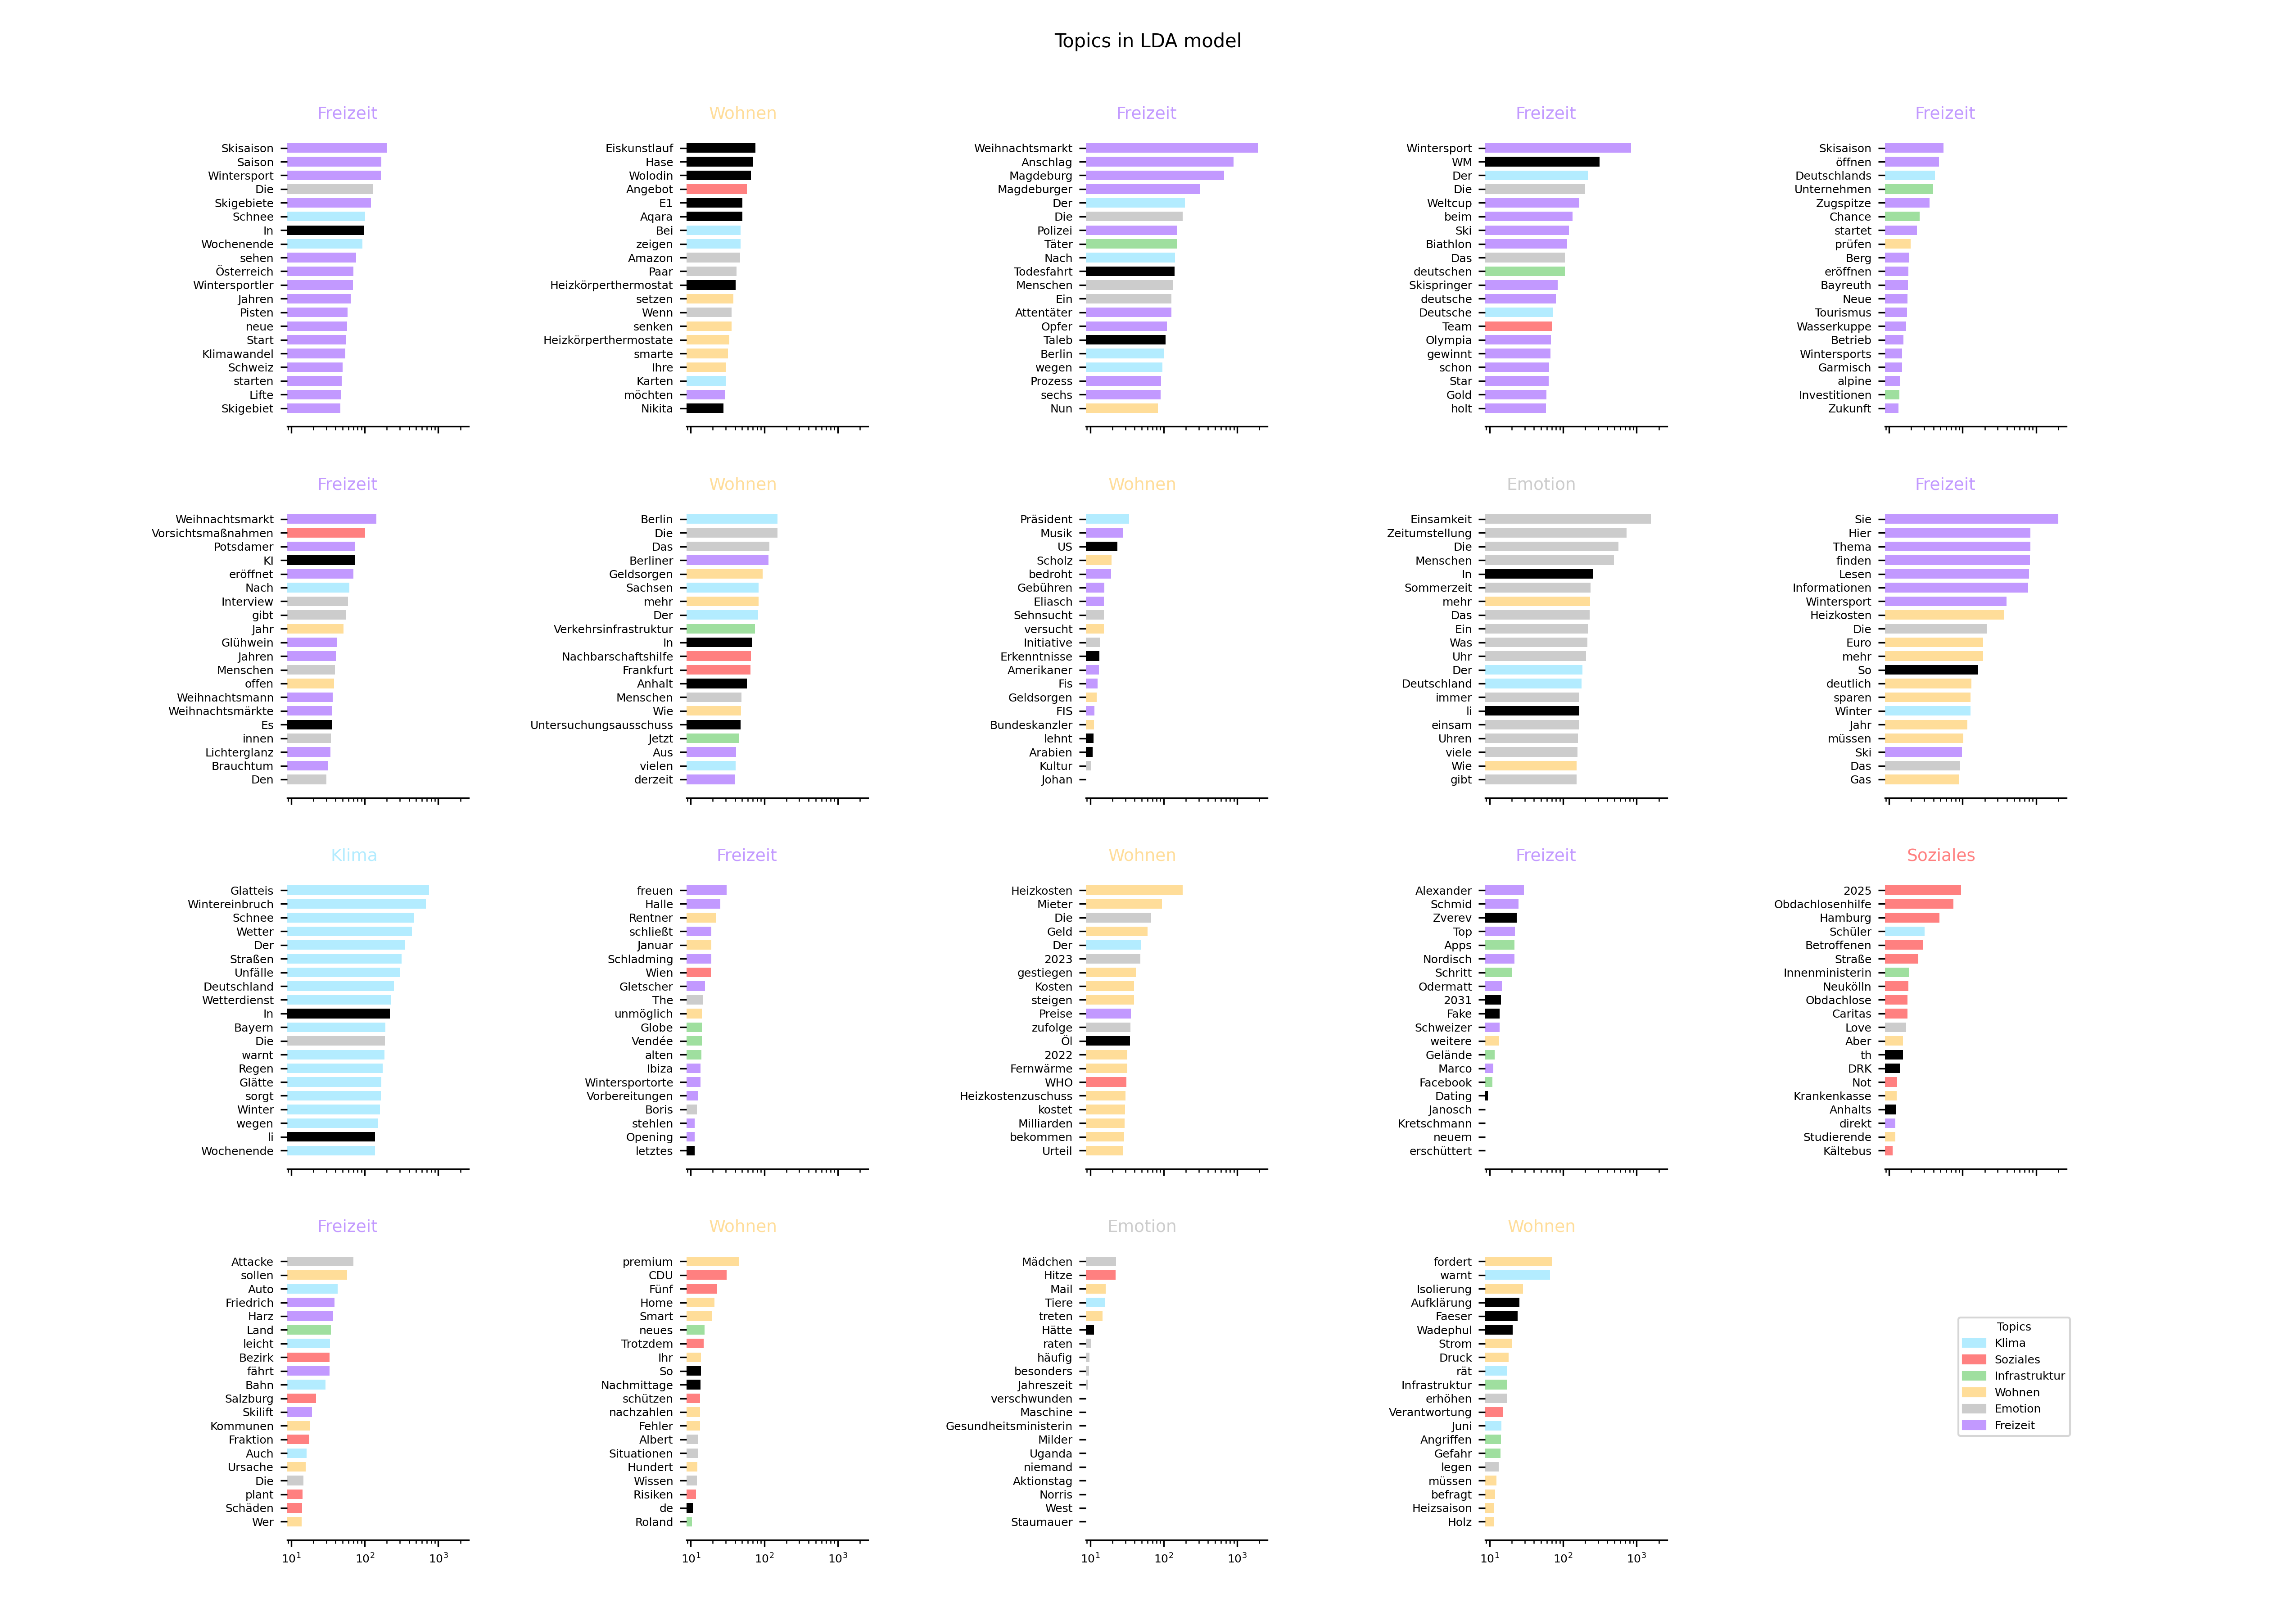 Topics in LDA model
Freizeit
Skisaison
Saison
Wintersport
Die
Skigebiete
Schnee
In
Wochenende
sehen
Österreich
Wintersportler
Jahren
Pisten
neue
Start
Klimawandel
Schweiz
starten
Lifte
Skigebiet
Wohnen
Eiskunstlauf
Hase
Wolodin
Angebot
E1
Aqara
Bei
zeigen
Amazon
Paar
Heizkörperthermostat
setzen
Wenn
senken
Heizkörperthermostate
smarte
Ihre
Karten
möchten
Nikita
Freizeit
Weihnachtsmarkt
Anschlag
Magdeburg
Magdeburger
Der
Die
Polizei
Täter
Nach
Todesfahrt
Menschen
Ein
Attentäter
Opfer
Taleb
Berlin
wegen
Prozess
sechs
Nun
Freizeit
Wintersport
WM
Der
Die
Weltcup
beim
Ski
Biathlon
Das
deutschen
Skispringer
deutsche
Deutsche
Team
Olympia
gewinnt
schon
Star
Gold
holt
Freizeit
Skisaison
öffnen
Deutschlands
Unternehmen
Zugspitze
Chance
startet
prüfen
Berg
eröffnen
Bayreuth
Neue
Tourismus
Wasserkuppe
Betrieb
Wintersports
Garmisch
alpine
Investitionen
Zukunft
Freizeit
Weihnachtsmarkt
Vorsichtsmaßnahmen
Potsdamer
KI
eröffnet
Nach
Interview
gibt
Jahr
Glühwein
Jahren
Menschen
offen
Weihnachtsmann
Weihnachtsmärkte
Es
innen
Lichterglanz
Brauchtum
Den
Wohnen
Berlin
Die
Das
Berliner
Geldsorgen
Sachsen
mehr
Der
Verkehrsinfrastruktur
In
Nachbarschaftshilfe
Frankfurt
Anhalt
Menschen
Wie
Untersuchungsausschuss
Jetzt
Aus
vielen
derzeit
Wohnen
Präsident
Musik
US
Scholz
bedroht
Gebühren
Eliasch
Sehnsucht
versucht
Initiative
Erkenntnisse
Amerikaner
Fis
Geldsorgen
FIS
Bundeskanzler
lehnt
Arabien
Kultur
Johan
Emotion
Einsamkeit
Zeitumstellung
Die
Menschen
In
Sommerzeit
mehr
Das
Ein
Was
Uhr
Der
Deutschland
immer
li
einsam
Uhren
viele
Wie
gibt
Freizeit
Sie
Hier
Thema
finden
Lesen
Informationen
Wintersport
Heizkosten
Die
Euro
mehr
So
deutlich
sparen
Winter
Jahr
müssen
Ski
Das
Gas
Klima
Glatteis
Wintereinbruch
Schnee
Wetter
Der
Straßen
Unfälle
Deutschland
Wetterdienst
In
Bayern
Die
warnt
Regen
Glätte
sorgt
Winter
wegen
li
Wochenende
Freizeit
freuen
Halle
Rentner
schließt
Januar
Schladming
Wien
Gletscher
The
unmöglich
Globe
Vendée
alten
Ibiza
Wintersportorte
Vorbereitungen
Boris
stehlen
Opening
letztes
Wohnen
Heizkosten
Mieter
Die
Geld
Der
2023
gestiegen
Kosten
steigen
Preise
zufolge
Öl
2022
Fernwärme
WHO
Heizkostenzuschuss
kostet
Milliarden
bekommen
Urteil
Freizeit
Alexander
Schmid
Zverev
Top
Apps
Nordisch
Schritt
Odermatt
2031
Fake
Schweizer
weitere
Gelände
Marco
Facebook
Dating
Janosch
Kretschmann
neuem
erschüttert
Soziales
2025
Obdachlosenhilfe
Hamburg
Schüler
Betroffenen
Straße
Innenministerin
Neukölln
Obdachlose
Caritas
Love
Aber
th
DRK
Not
Krankenkasse
Anhalts
direkt
Studierende
Kältebus
Freizeit
Attacke
sollen
Auto
Friedrich
Harz
Land
leicht
Bezirk
fährt
Bahn
Salzburg
Skilift
Kommunen
Fraktion
Auch
Ursache
Die
plant
Schäden
Wer
10¹ 10² 10³
Wohnen
premium
CDU
Fünf
Home
Smart
neues
Trotzdem
Ihr
So
Nachmittage
schützen
nachzahlen
Fehler
Albert
Situationen
Hundert
Wissen
Risiken
de
Roland
10¹ 10² 10³
Emotion
Mädchen
Hitze
Mail
Tiere
treten
Hätte
raten
häufig
besonders
Jahreszeit
verschwunden
Maschine
Gesundheitsministerin
Milder
Uganda
niemand
Aktionstag
Norris
West
Staumauer
10¹ 10² 10³
Wohnen
fordert
warnt
Isolierung
Aufklärung
Faeser
Wadephul
Strom
Druck
rät
Infrastruktur
erhöhen
Verantwortung
Juni
Angriffen
Gefahr
legen
müssen
befragt
Heizsaison
Holz
10¹ 10² 10³
Topics
Klima
Soziales
Infrastruktur
Wohnen
Emotion
Freizeit